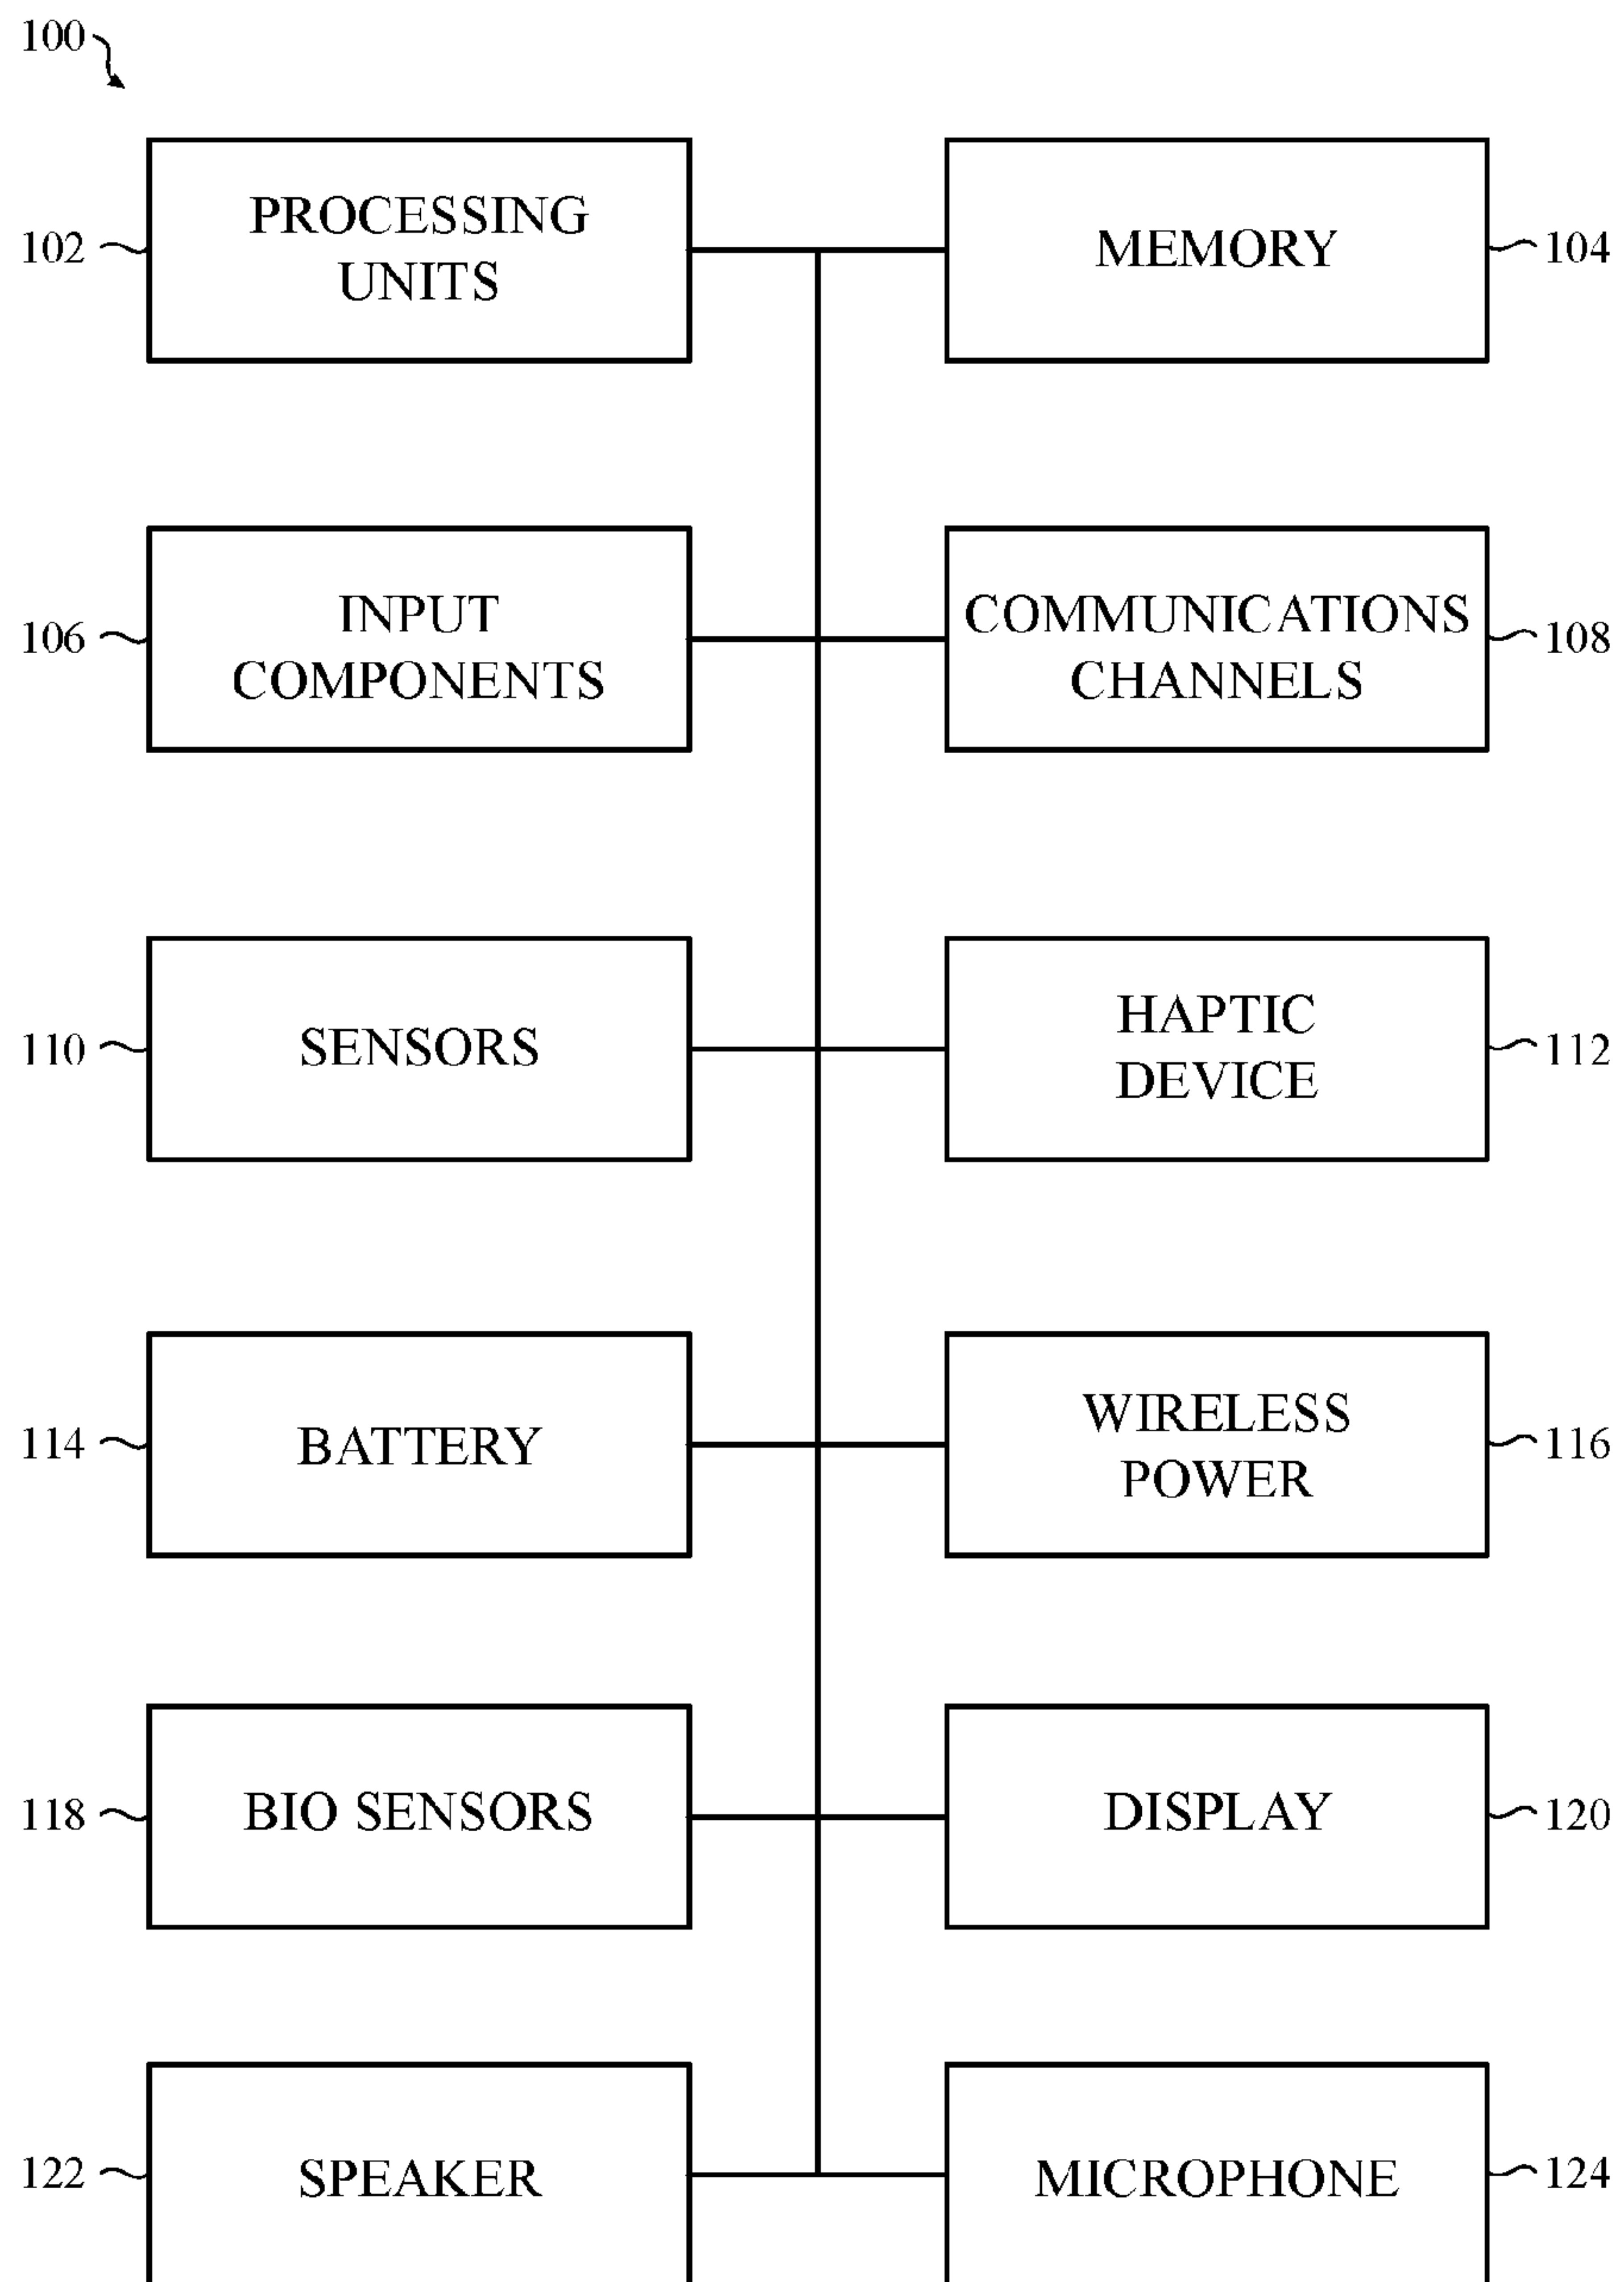 100
102
PROCESSING
UNITS
MEMORY
104
106
INPUT
COMPONENTS
COMMUNICATIONS
CHANNELS
108
110
SENSORS
HAPTIC
DEVICE
112
114
BATTERY
WIRELESS
POWER
116
118
BIO SENSORS
DISPLAY
120
122
SPEAKER
MICROPHONE
124